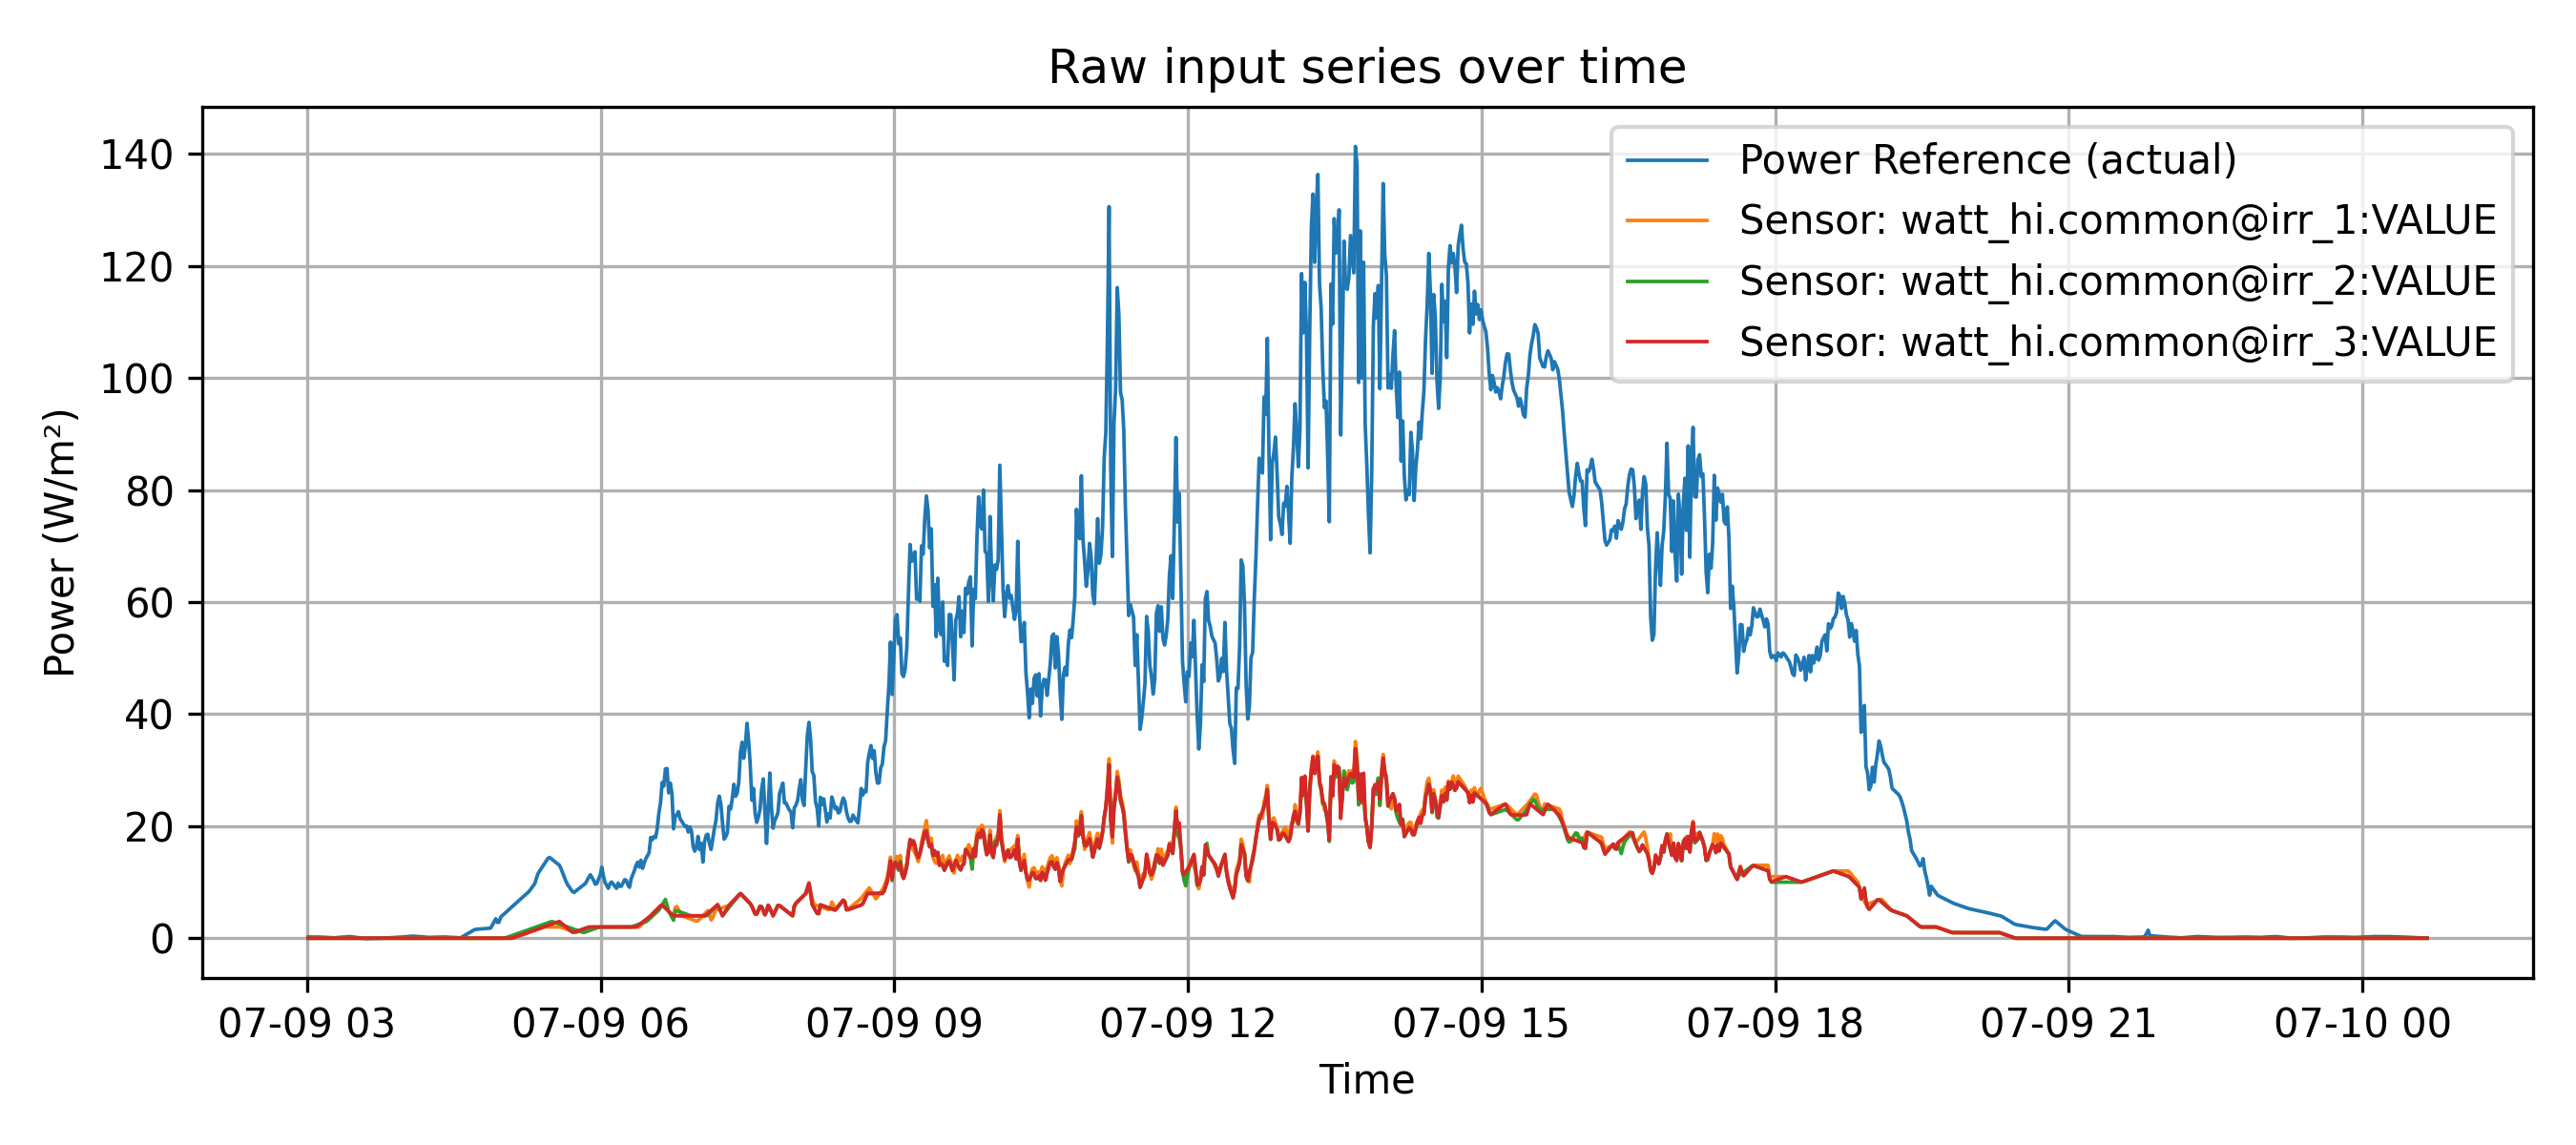 Raw input series over time
Power (W/m²)
140
120
100
80
60
40
20
0
Power Reference (actual)
Sensor: watt_hi.common@irr_1:VALUE
Sensor: watt_hi.common@irr_2:VALUE
Sensor: watt_hi.common@irr_3:VALUE
07-09 03 07-09 06 07-09 09 07-09 12 07-09 15 07-09 18 07-09 21 07-10 00
Time